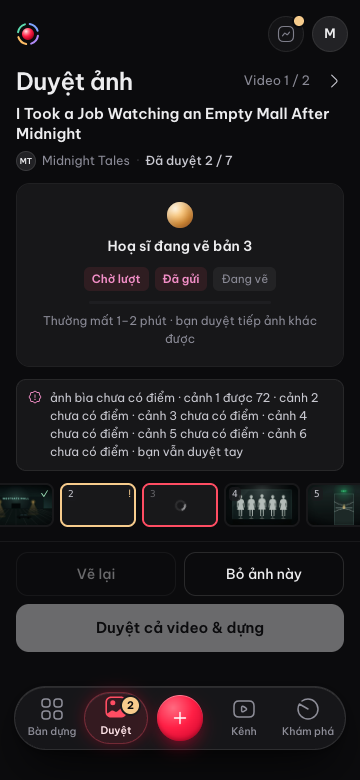 M
Duyệt ảnh
Video 1 / 2
I Took a Job Watching an Empty Mall After
Midnight
MT Midnight Tales · Đã duyệt 2 / 7
Hoạ sĩ đang vẽ bản 3
Chờ lượt Đã gửi Đang vẽ
Thường mất 1–2 phút · bạn duyệt tiếp ảnh khác
được
ảnh bìa chưa có điểm · cảnh 1 được 72 · cảnh 2
chưa có điểm · cảnh 3 chưa có điểm · cảnh 4
chưa có điểm · cảnh 5 chưa có điểm · cảnh 6
chưa có điểm · bạn vẫn duyệt tay
2 ! 3 4 5
Vẽ lại Bỏ ảnh này
Duyệt cả video & dựng
2
Bàn dựng Duyệt Kênh Khám phá